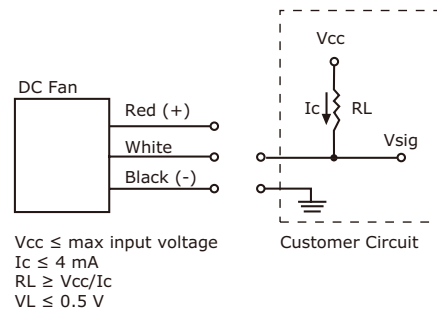 Vcc
DC Fan
Ic
RL
Red (+)
White
Vsig
Black (-)
Vcc ≤ max input voltage
Customer Circuit
Ic ≤ 4 mA
RL ≥ Vcc/Ic
VL ≤ 0.5 V